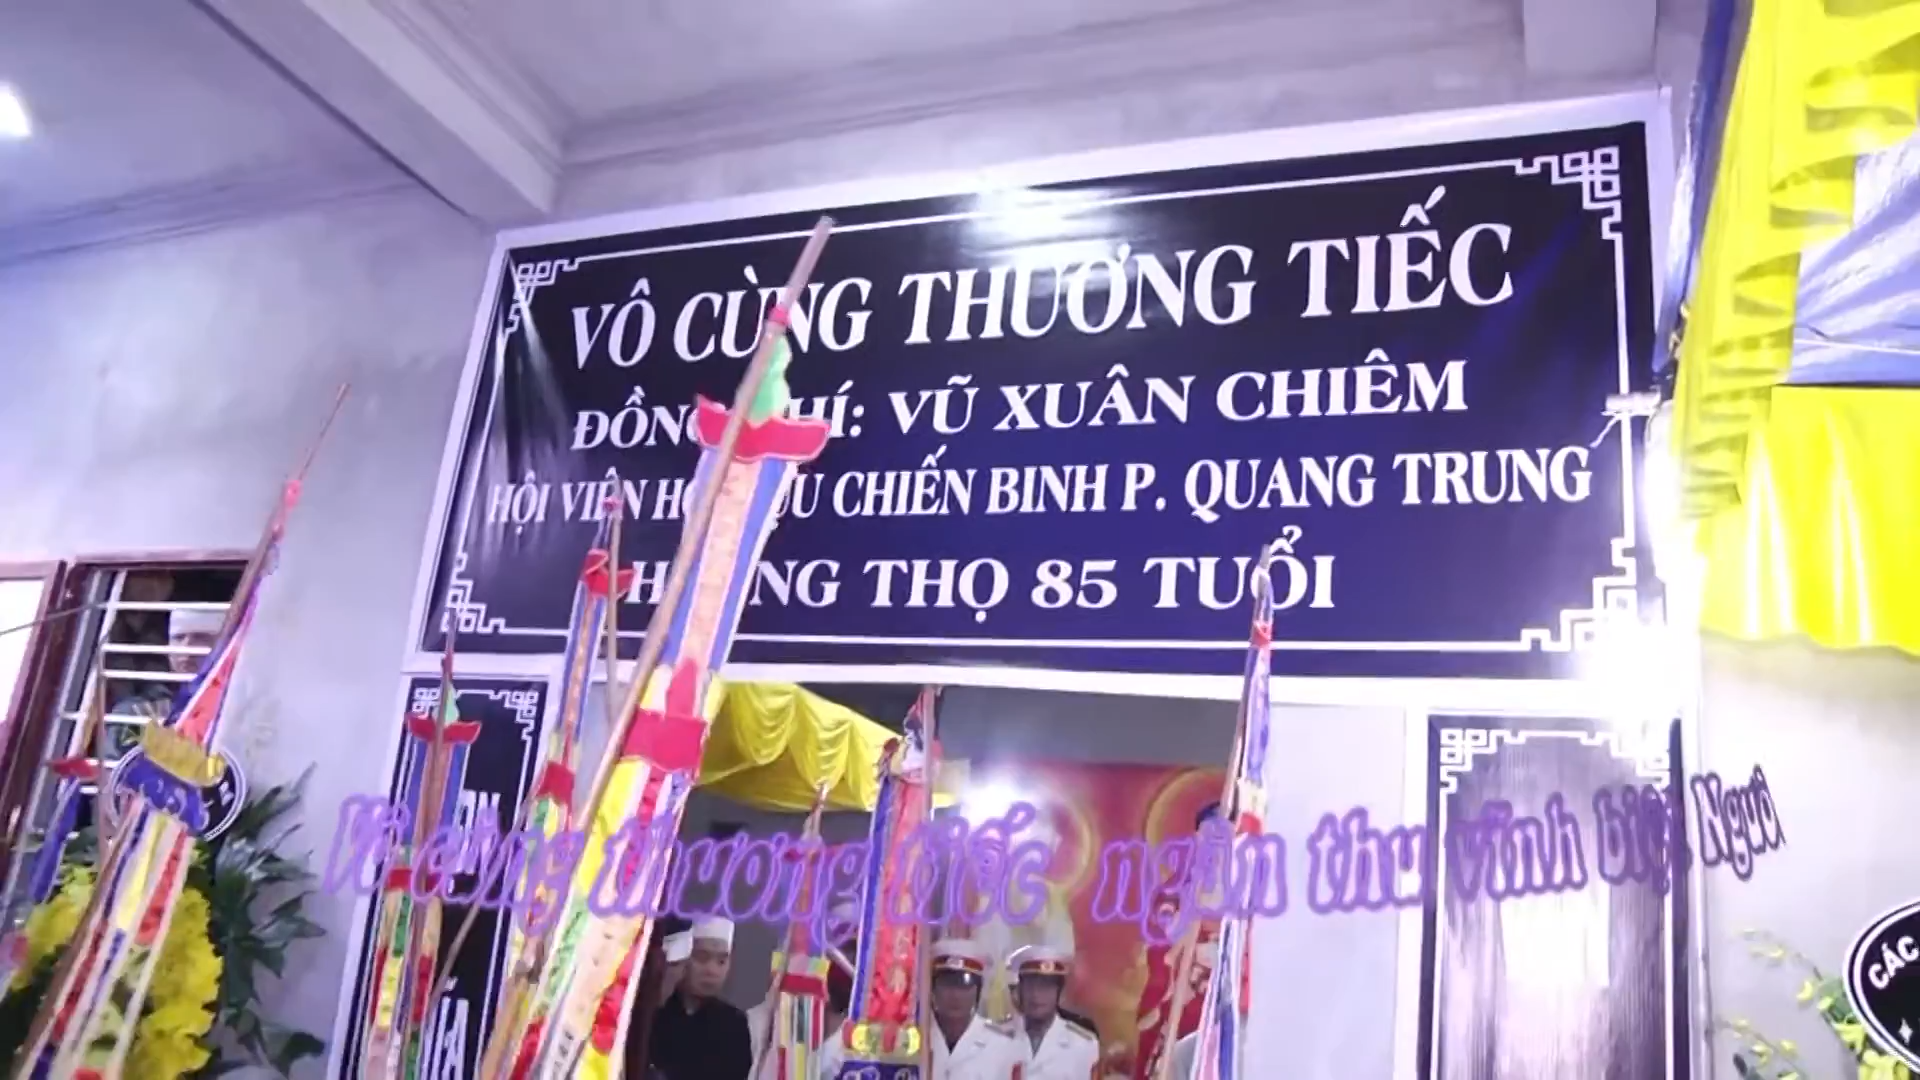 VÔ CÙNG THƯƠNG TIẾC
ĐỒNG CHÍ: VŨ XUÂN CHIÊM
HỘI VIÊN HỘI CỰU CHIẾN BINH P. QUANG TRUNG
HƯỞNG THỌ 85 TUỔI
Vô cùng thương tiếc ngàn thu vĩnh biệt Người
CÁC